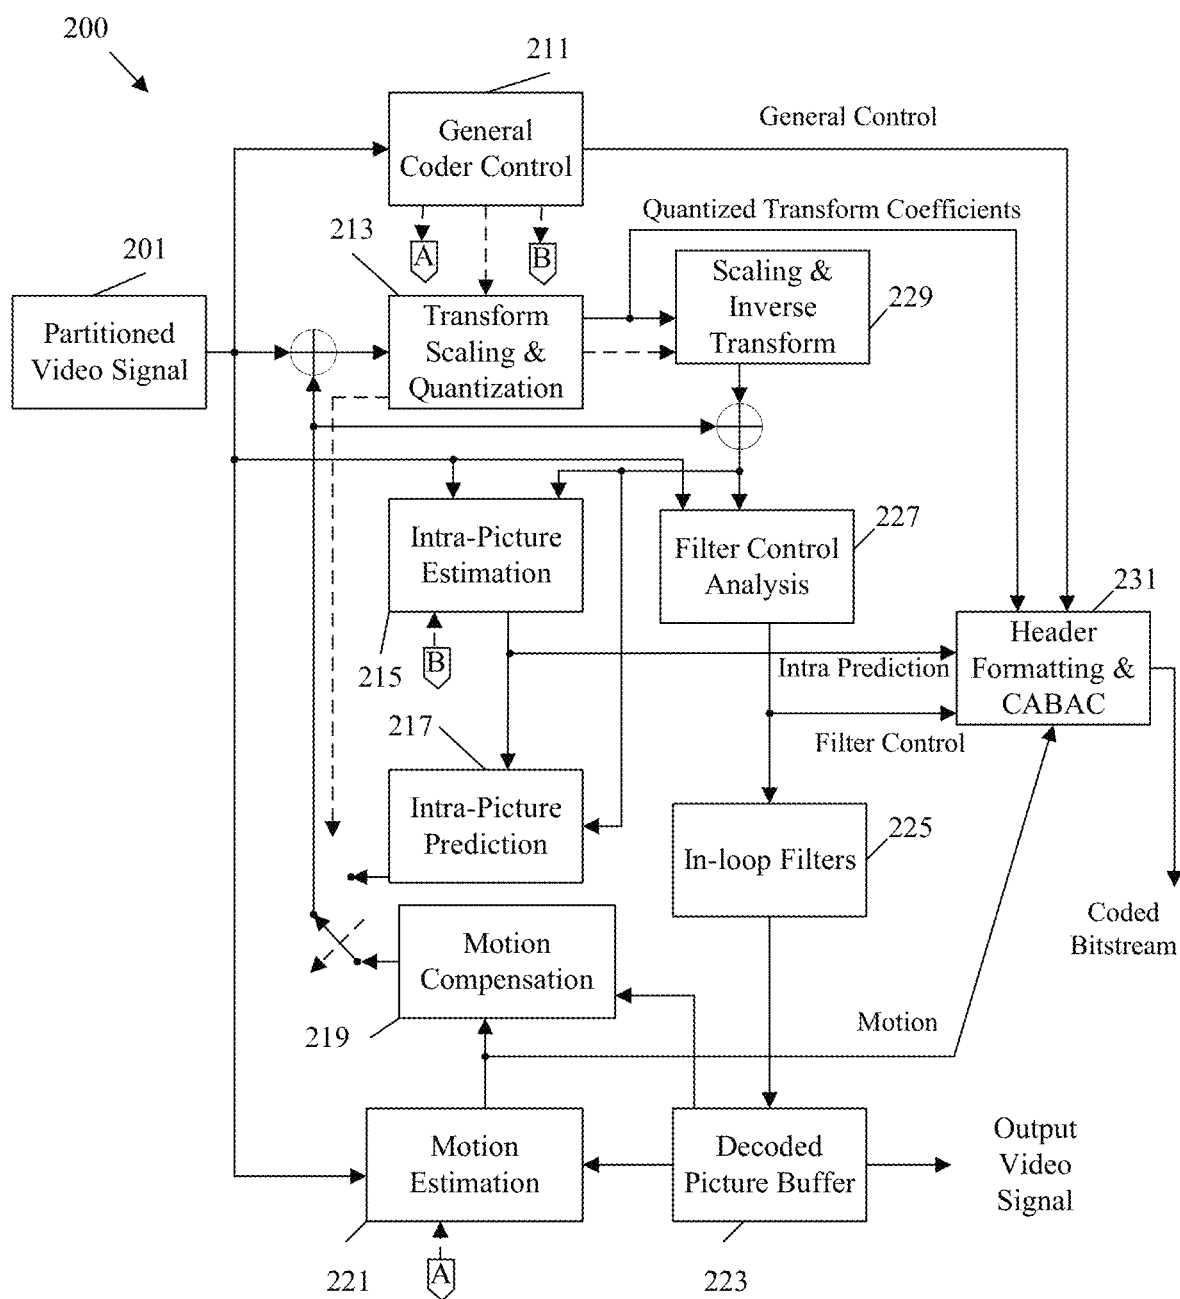 200
211
General
Coder Control
General Control
Quantized Transform Coefficients
A
B
213
201
Partitioned
Video Signal
Transform
Scaling &
Quantization
Scaling &
Inverse
Transform
229
Intra-Picture
Estimation
215
B
Filter Control
Analysis
227
231
Header
Formatting &
CABAC
Intra Prediction
Filter Control
217
Intra-Picture
Prediction
In-loop Filters
225
Coded
Bitstream
Motion
Compensation
219
Motion
Motion
Estimation
221
A
Decoded
Picture Buffer
223
Output
Video
Signal